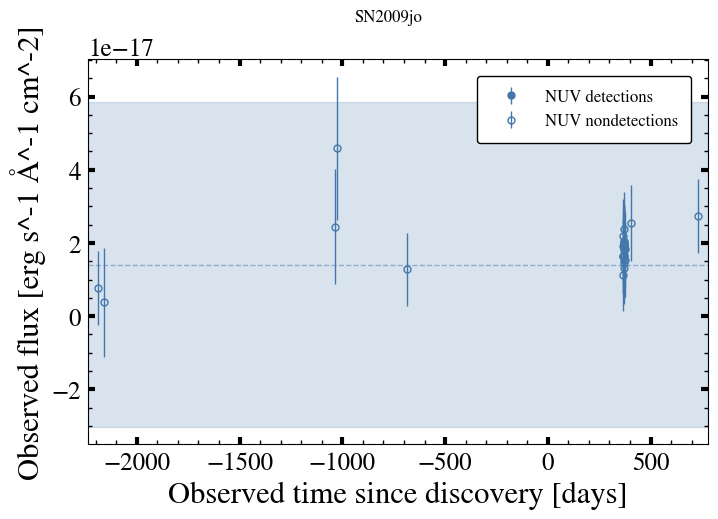 SN2009jo
1e−17
NUV detections
NUV nondetections
6
4
2
0
−2
Observed flux [erg s^-1 Å^-1 cm^-2]
−2000 −1500 −1000 −500 0 500
Observed time since discovery [days]